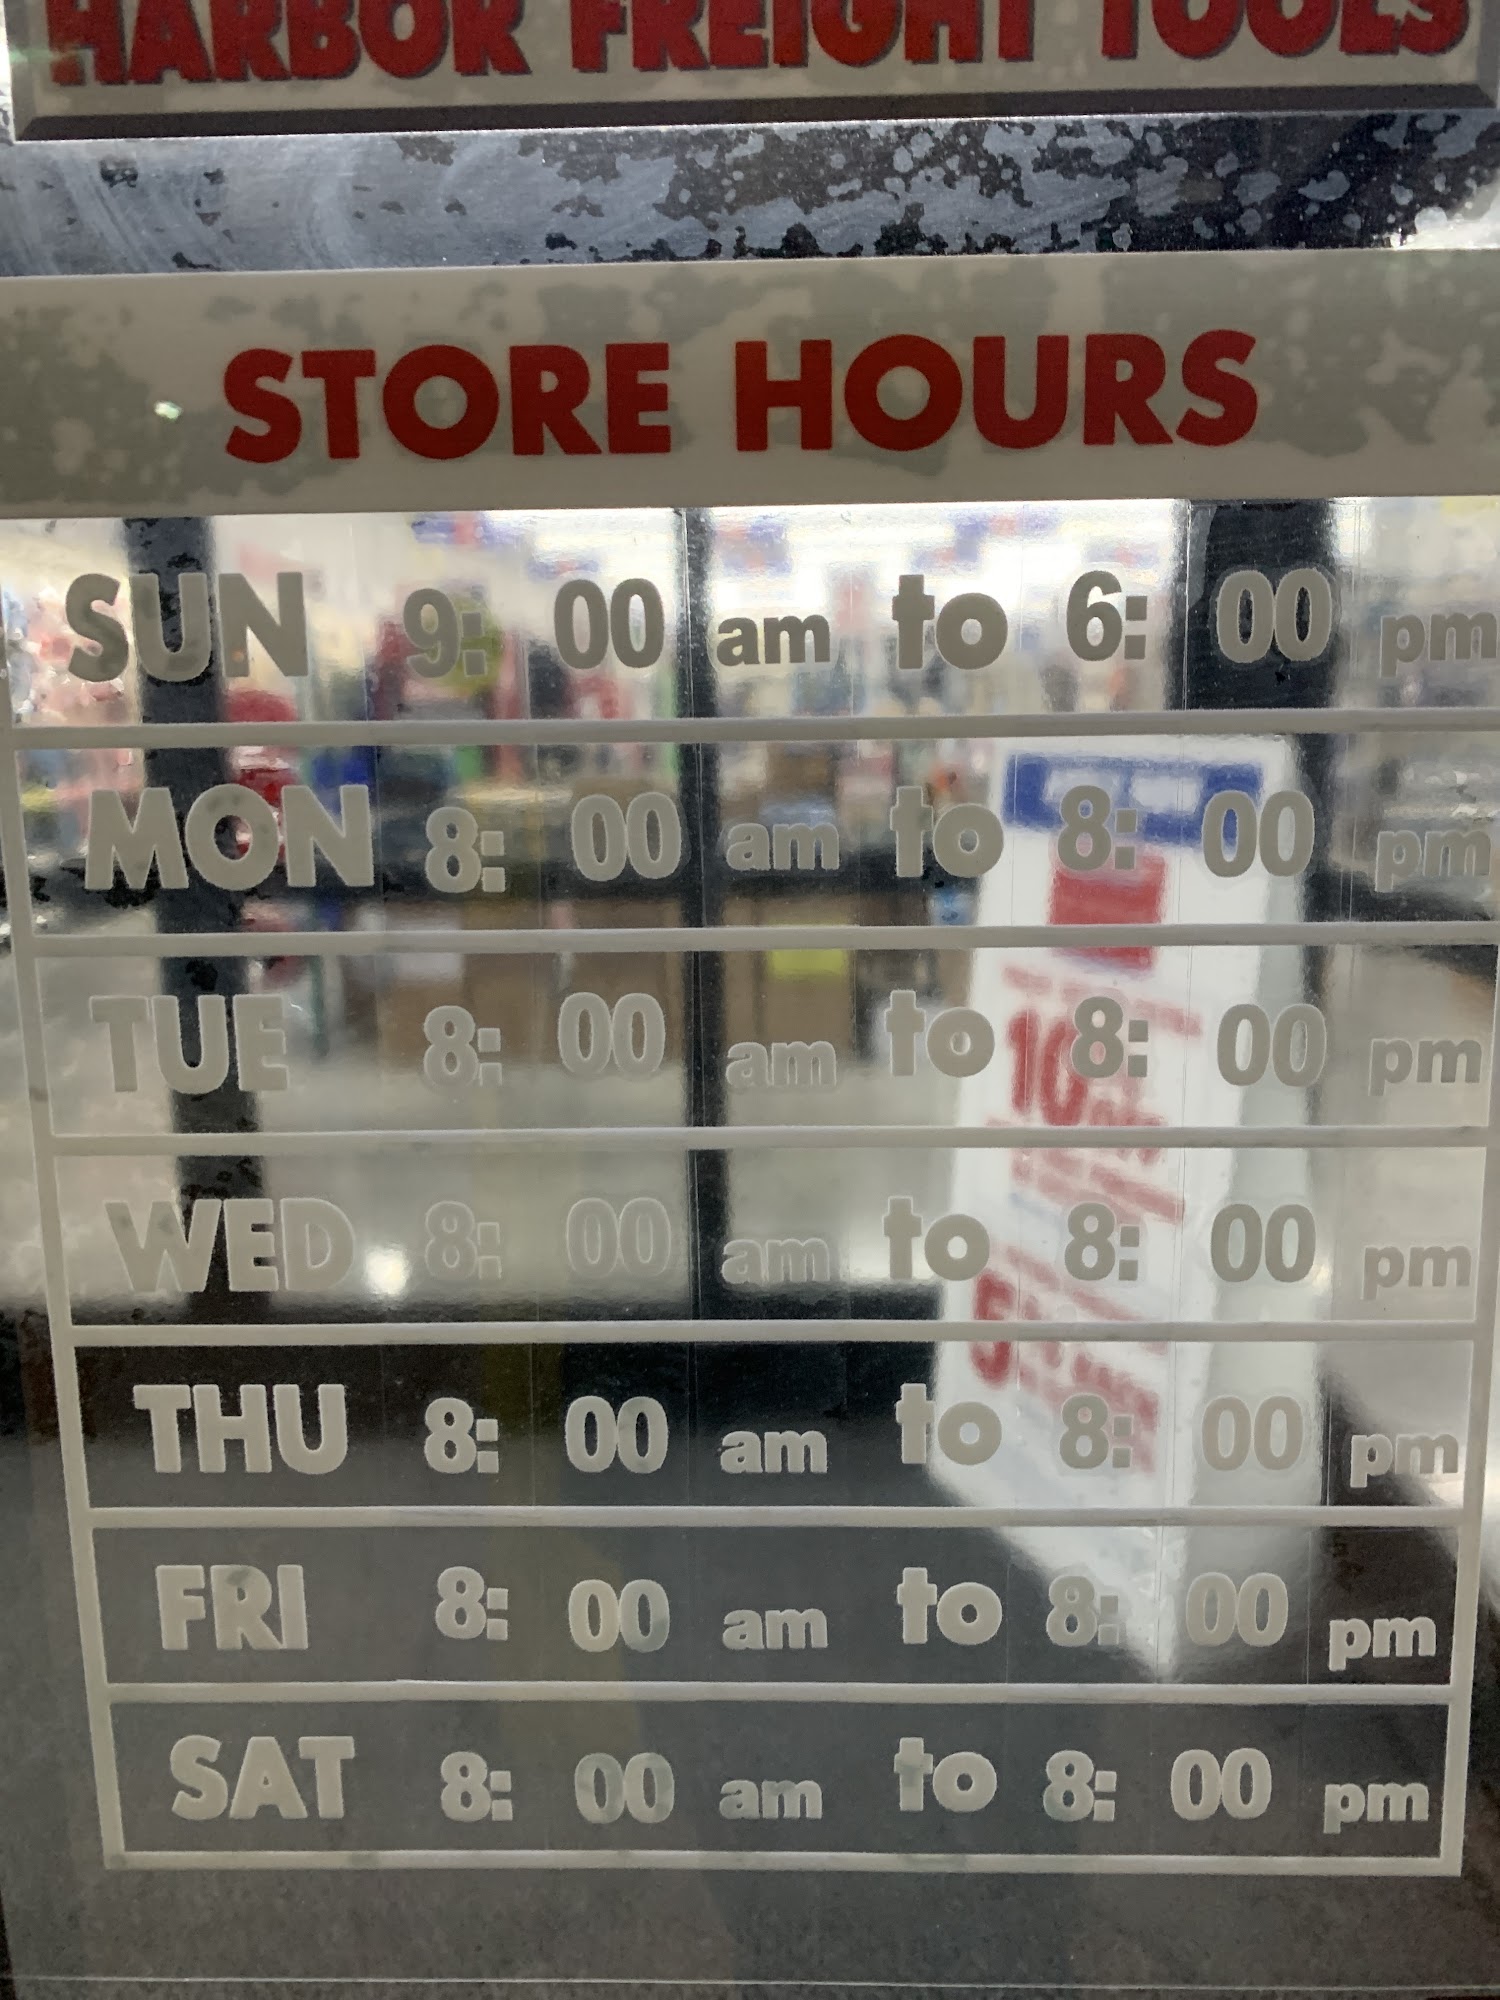 HARBOR FREIGHT TOOLS
STORE HOURS
SUN 9:00 am to 6:00 pm
MON 8:00 am to 8:00 pm
TUE 8:00 am to 8:00 pm
WED 8:00 am to 8:00 pm
THU 8:00 am to 8:00 pm
FRI 8:00 am to 8:00 pm
SAT 8:00 am to 8:00 pm
10